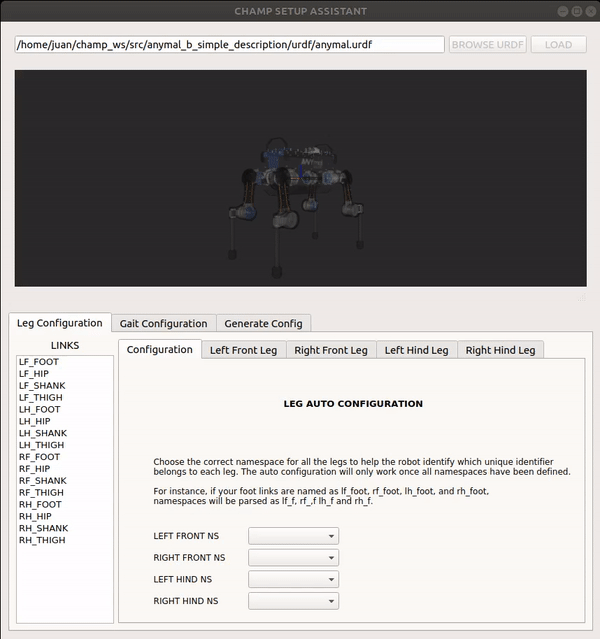 CHAMP SETUP ASSISTANT
/home/juan/champ_ws/src/anymal_b_simple_description/urdf/anymal.urdf
BROWSE URDF
LOAD
Leg Configuration
Gait Configuration
Generate Config
LINKS
LF_FOOT
LF_HIP
LF_SHANK
LF_THIGH
LH_FOOT
LH_HIP
LH_SHANK
LH_THIGH
RF_FOOT
RF_HIP
RF_SHANK
RF_THIGH
RH_FOOT
RH_HIP
RH_SHANK
RH_THIGH
Configuration
Left Front Leg
Right Front Leg
Left Hind Leg
Right Hind Leg
LEG AUTO CONFIGURATION
Choose the correct namespace for all the legs to help the robot identify which unique identifier
belongs to each leg. The auto configuration will only work once all namespaces have been defined.
For instance, if your foot links are named as lf_foot, rf_foot, lh_foot, and rh_foot,
namespaces will be parsed as lf_f, rf_,f lh_f and rh_f.
LEFT FRONT NS
RIGHT FRONT NS
LEFT HIND NS
RIGHT HIND NS